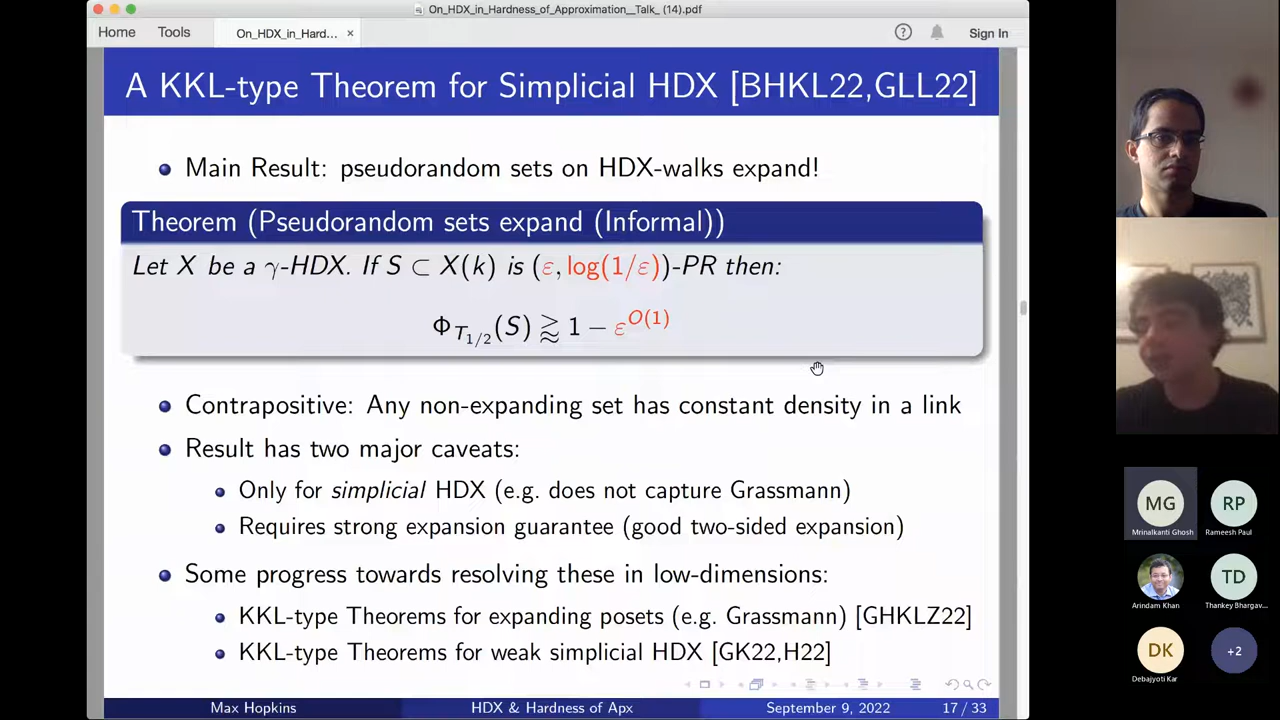 On_HDX_in_Hardness_of_Approximation__Talk_ (14).pdf
Home Tools On_HDX_in_Hard... × Sign In
A KKL-type Theorem for Simplicial HDX [BHKL22,GLL22]
Main Result: pseudorandom sets on HDX-walks expand!
Theorem (Pseudorandom sets expand (Informal))
Let X be a γ-HDX. If S ⊂ X(k) is (ε, log(1/ε))-PR then:
Φ_{T_{1/2}}(S) ⪆ 1 − ε^{O(1)}
Contrapositive: Any non-expanding set has constant density in a link
Result has two major caveats:
Only for simplicial HDX (e.g. does not capture Grassmann)
Requires strong expansion guarantee (good two-sided expansion)
Some progress towards resolving these in low-dimensions:
KKL-type Theorems for expanding posets (e.g. Grassmann) [GHKLZ22]
KKL-type Theorems for weak simplicial HDX [GK22,H22]
Max Hopkins HDX & Hardness of Apx September 9, 2022 17 / 33
MG RP
Mrinalkanti Ghosh Rameesh Paul
TD
Arindam Khan Thankey Bhargav...
DK +2
Debajyoti Kar